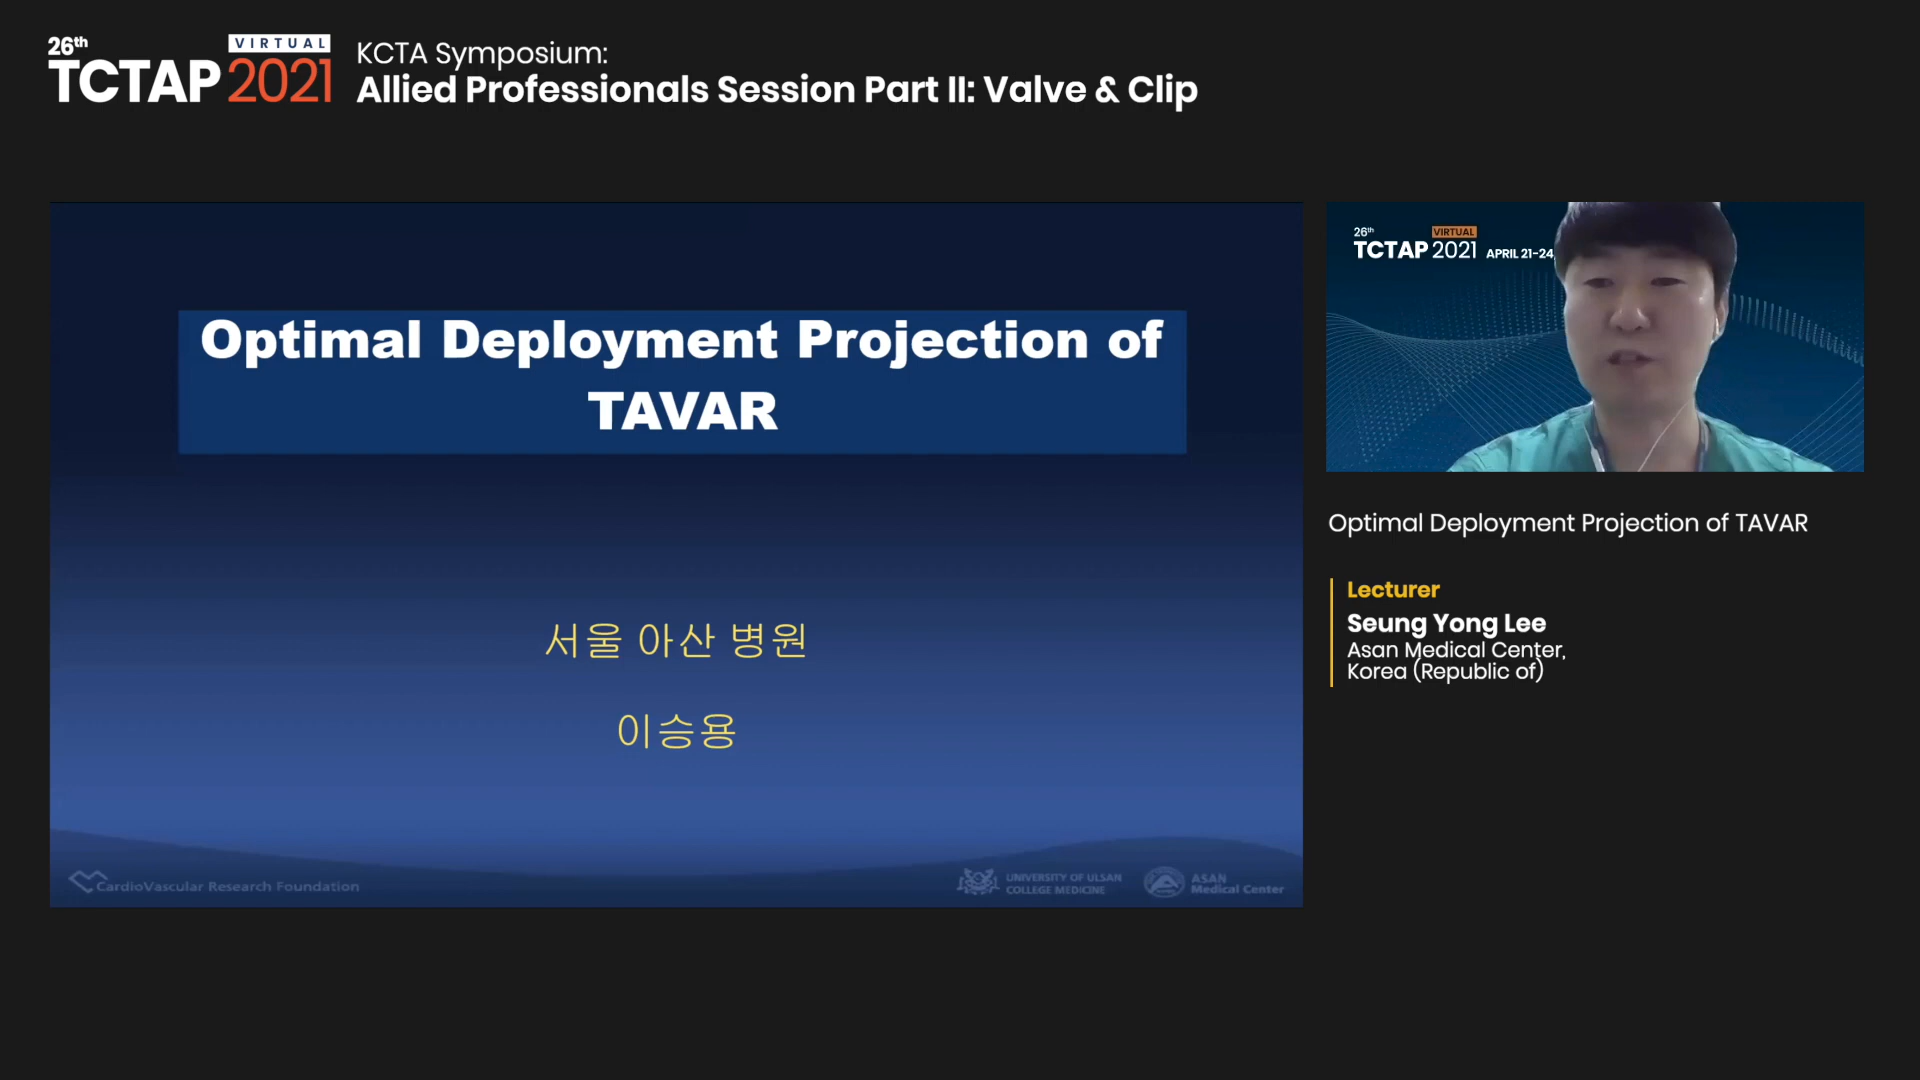 26th
VIRTUAL
TCTAP 2021
KCTA Symposium:
Allied Professionals Session Part II: Valve & Clip
Optimal Deployment Projection of
TAVAR
서울 아산 병원
이승용
CardioVascular Research Foundation
UNIVERSITY OF ULSAN
COLLEGE MEDICINE
ASAN
Medical Center
26th
VIRTUAL
TCTAP 2021 APRIL 21-24,
Optimal Deployment Projection of TAVAR
Lecturer
Seung Yong Lee
Asan Medical Center,
Korea (Republic of)